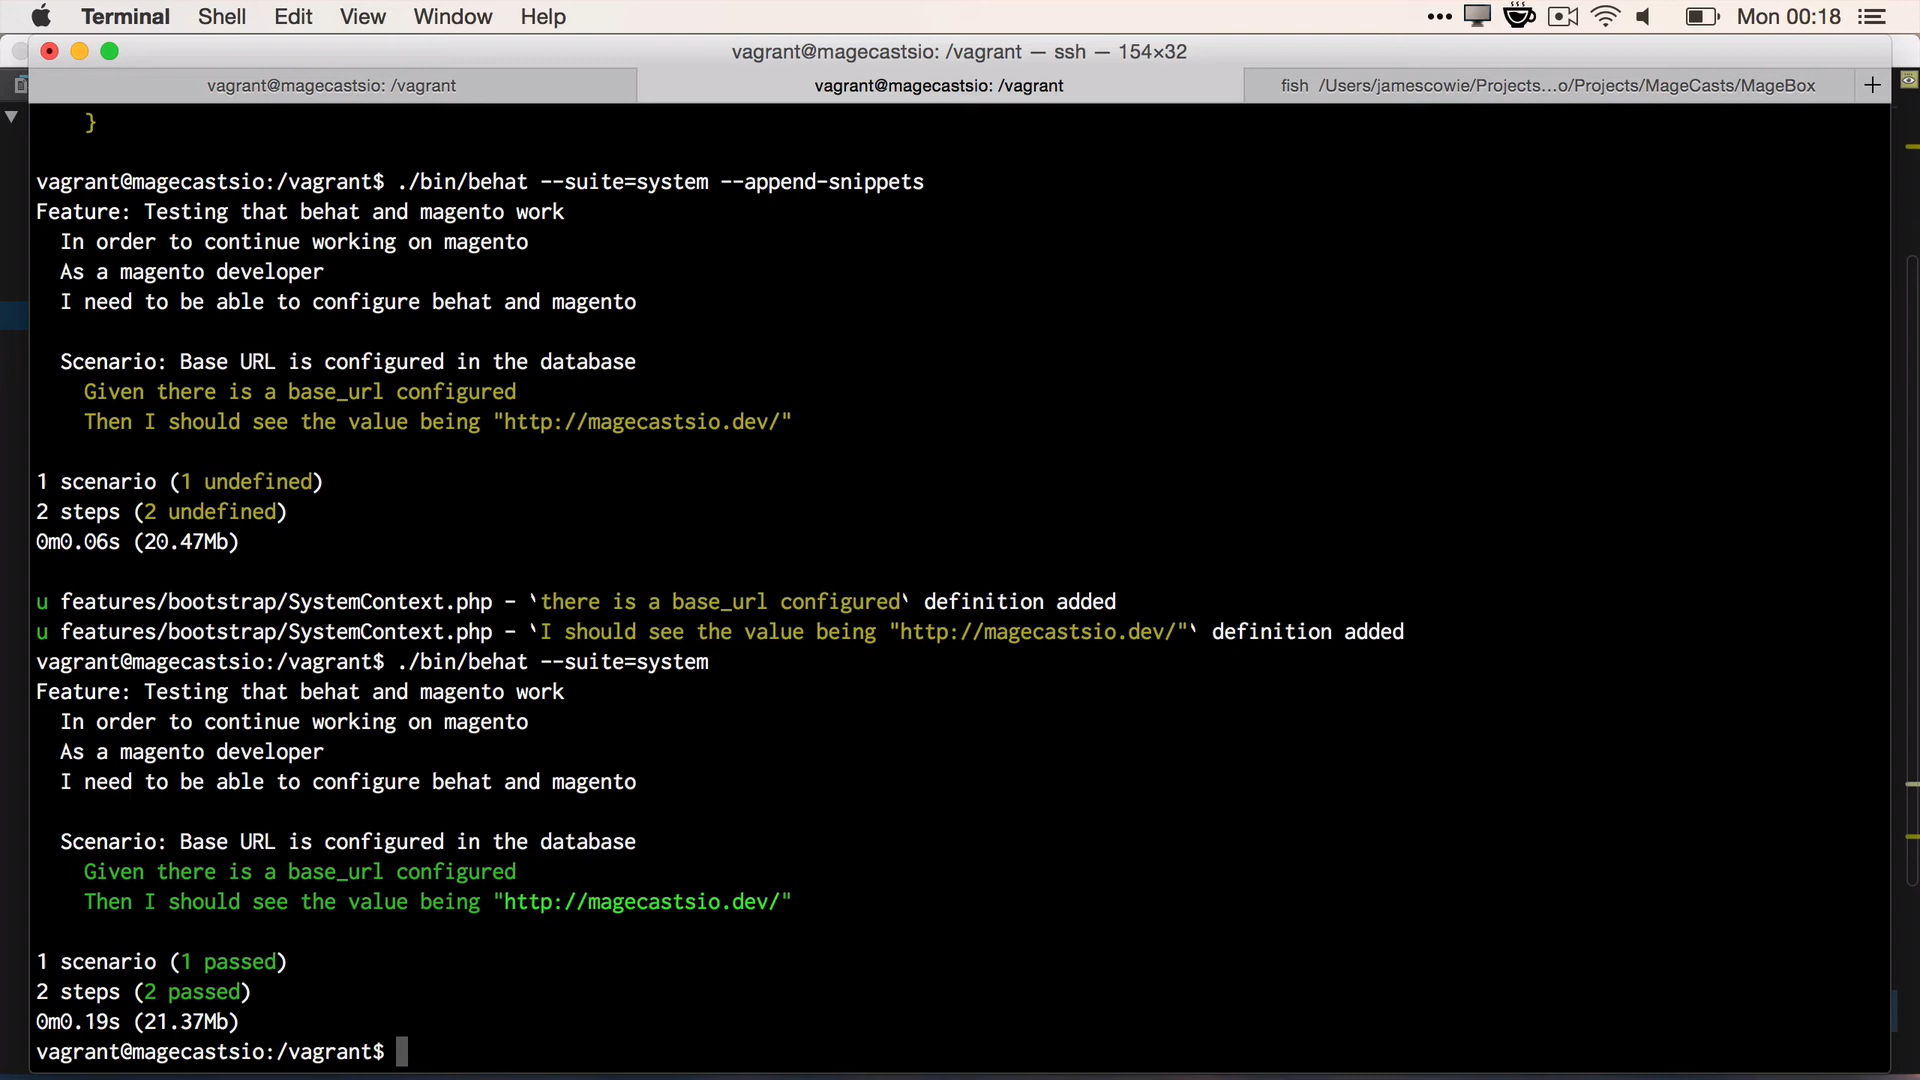 Terminal Shell Edit View Window Help Mon 00:18
vagrant@magecastsio: /vagrant — ssh — 154×32
vagrant@magecastsio: /vagrant
vagrant@magecastsio: /vagrant
fish /Users/jamescowie/Projects...o/Projects/MageCasts/MageBox
}
vagrant@magecastsio:/vagrant$ ./bin/behat --suite=system --append-snippets
Feature: Testing that behat and magento work
In order to continue working on magento
As a magento developer
I need to be able to configure behat and magento
Scenario: Base URL is configured in the database
Given there is a base_url configured
Then I should see the value being "http://magecastsio.dev/"
1 scenario (1 undefined)
2 steps (2 undefined)
0m0.06s (20.47Mb)
u features/bootstrap/SystemContext.php - `there is a base_url configured` definition added
u features/bootstrap/SystemContext.php - `I should see the value being "http://magecastsio.dev/"` definition added
vagrant@magecastsio:/vagrant$ ./bin/behat --suite=system
Feature: Testing that behat and magento work
In order to continue working on magento
As a magento developer
I need to be able to configure behat and magento
Scenario: Base URL is configured in the database
Given there is a base_url configured
Then I should see the value being "http://magecastsio.dev/"
1 scenario (1 passed)
2 steps (2 passed)
0m0.19s (21.37Mb)
vagrant@magecastsio:/vagrant$